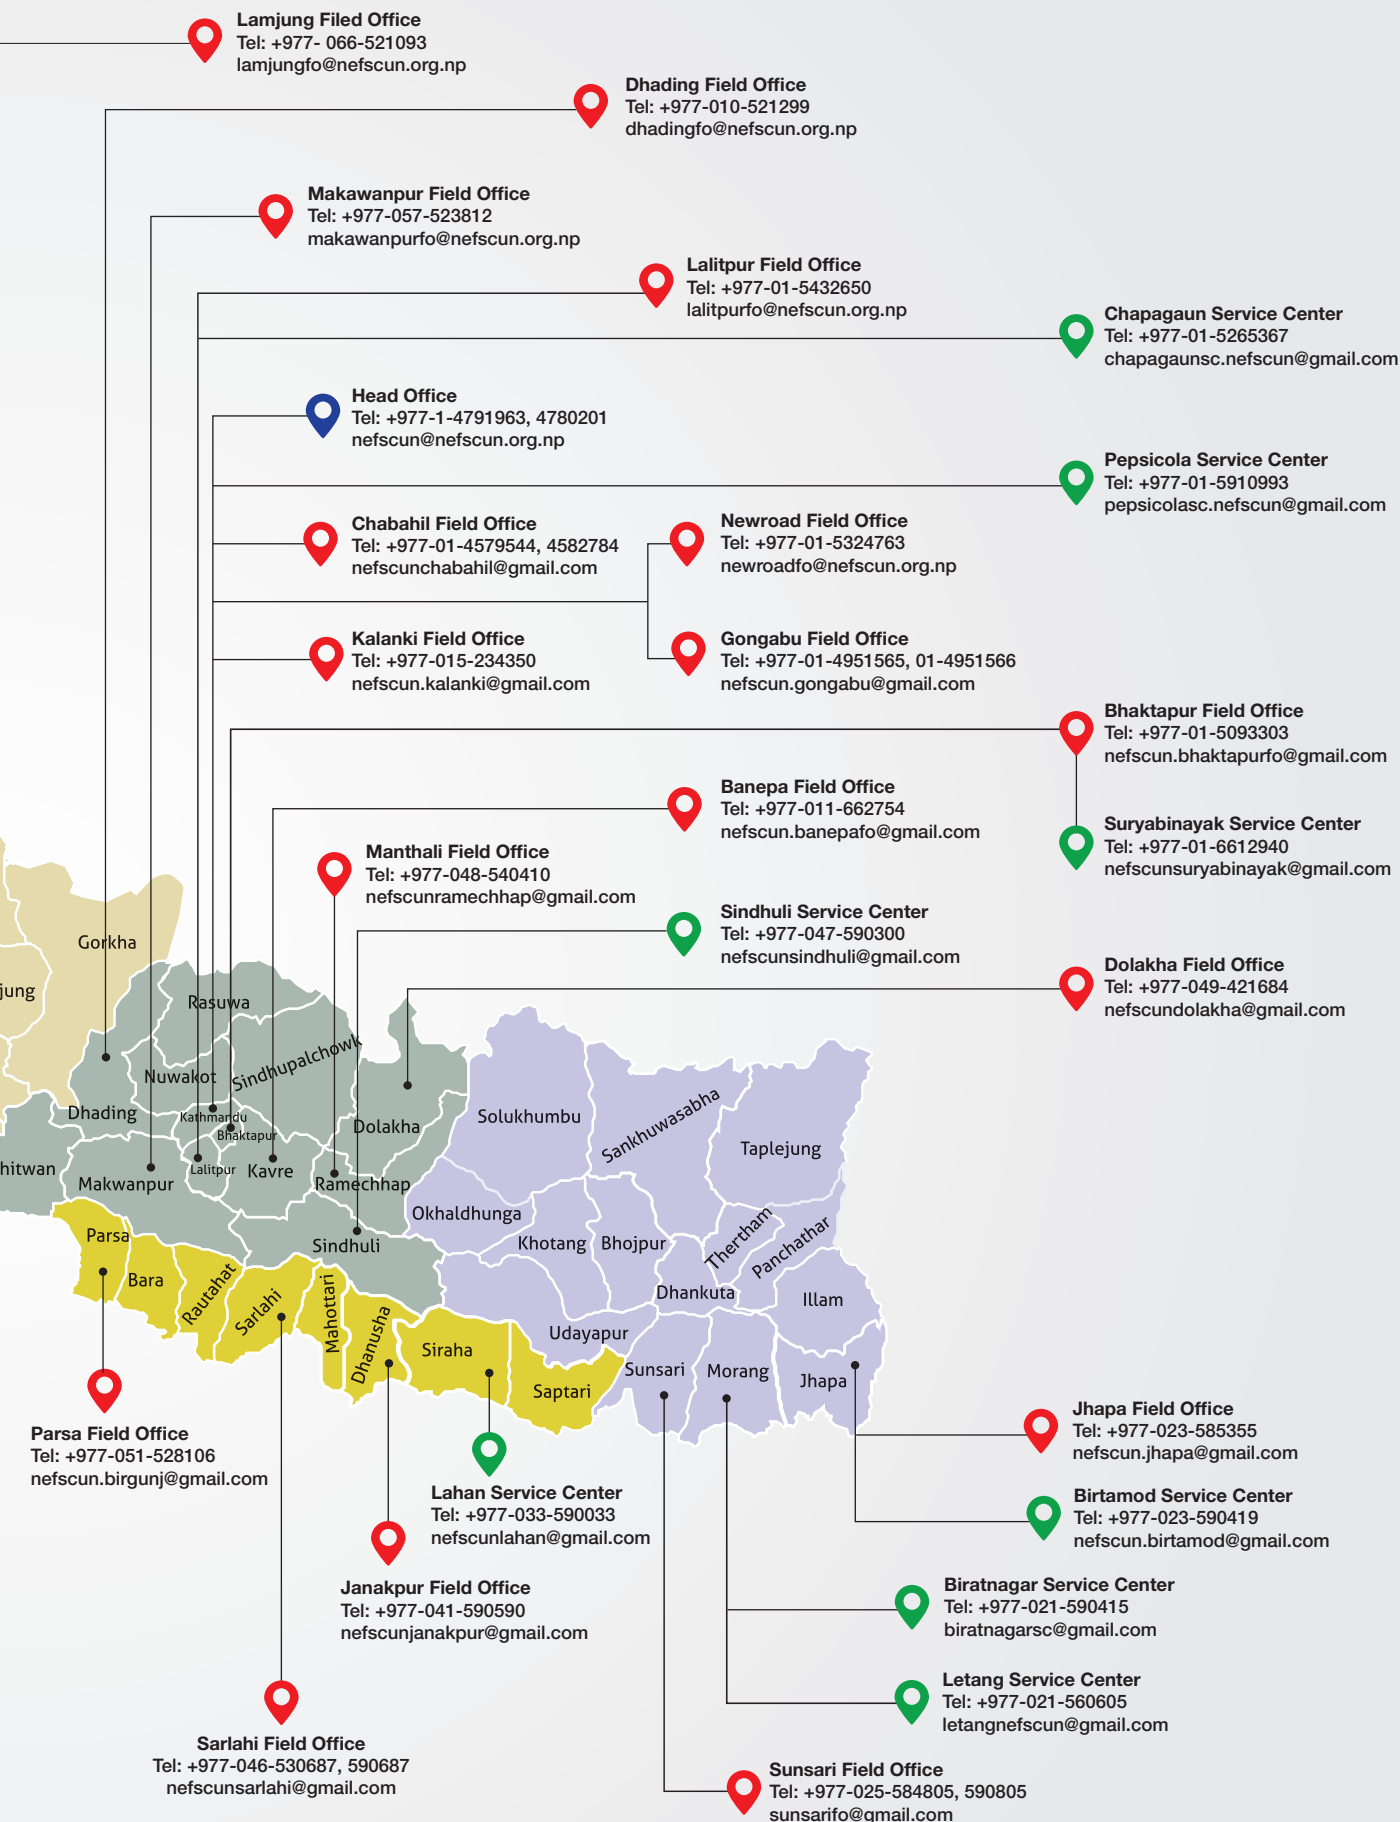 Lamjung Filed Office
Tel: +977- 066-521093
lamjungfo@nefscun.org.np
Dhading Field Office
Tel: +977-010-521299
dhadingfo@nefscun.org.np
Makawanpur Field Office
Tel: +977-057-523812
makawanpurfo@nefscun.org.np
Lalitpur Field Office
Tel: +977-01-5432650
lalitpurfo@nefscun.org.np
Chapagaun Service Center
Tel: +977-01-5265367
chapagaunsc.nefscun@gmail.com
Head Office
Tel: +977-1-4791963, 4780201
nefscun@nefscun.org.np
Pepsicola Service Center
Tel: +977-01-5910993
pepsicolasc.nefscun@gmail.com
Chabahil Field Office
Tel: +977-01-4579544, 4582784
nefscunchabahil@gmail.com
Newroad Field Office
Tel: +977-01-5324763
newroadfo@nefscun.org.np
Kalanki Field Office
Tel: +977-015-234350
nefscun.kalanki@gmail.com
Gongabu Field Office
Tel: +977-01-4951565, 01-4951566
nefscun.gongabu@gmail.com
Bhaktapur Field Office
Tel: +977-01-5093303
nefscun.bhaktapurfo@gmail.com
Banepa Field Office
Tel: +977-011-662754
nefscun.banepafo@gmail.com
Suryabinayak Service Center
Tel: +977-01-6612940
nefscunsuryabinayak@gmail.com
Manthali Field Office
Tel: +977-048-540410
nefscunramechhap@gmail.com
Sindhuli Service Center
Tel: +977-047-590300
nefscunsindhuli@gmail.com
Dolakha Field Office
Tel: +977-049-421684
nefscundolakha@gmail.com
Gorkha
jung
Rasuwa
Sindhupalchowk
Nuwakot
Dhading
Kathmandu
Bhaktapur
Dolakha
Solukhumbu
Sankhuwasabha
Taplejung
hitwan
Makwanpur
Lalitpur
Kavre
Ramechhap
Okhaldhunga
Khotang
Bhojpur
Thertham
Panchathar
Parsa
Sindhuli
Bara
Rautahat
Sarlahi
Mahottari
Dhanusha
Dhankuta
Illam
Siraha
Udayapur
Saptari
Sunsari
Morang
Jhapa
Parsa Field Office
Tel: +977-051-528106
nefscun.birgunj@gmail.com
Lahan Service Center
Tel: +977-033-590033
nefscunlahan@gmail.com
Jhapa Field Office
Tel: +977-023-585355
nefscun.jhapa@gmail.com
Birtamod Service Center
Tel: +977-023-590419
nefscun.birtamod@gmail.com
Janakpur Field Office
Tel: +977-041-590590
nefscunjanakpur@gmail.com
Biratnagar Service Center
Tel: +977-021-590415
biratnagarsc@gmail.com
Letang Service Center
Tel: +977-021-560605
letangnefscun@gmail.com
Sarlahi Field Office
Tel: +977-046-530687, 590687
nefscunsarlahi@gmail.com
Sunsari Field Office
Tel: +977-025-584805, 590805
sunsarifo@gmail.com